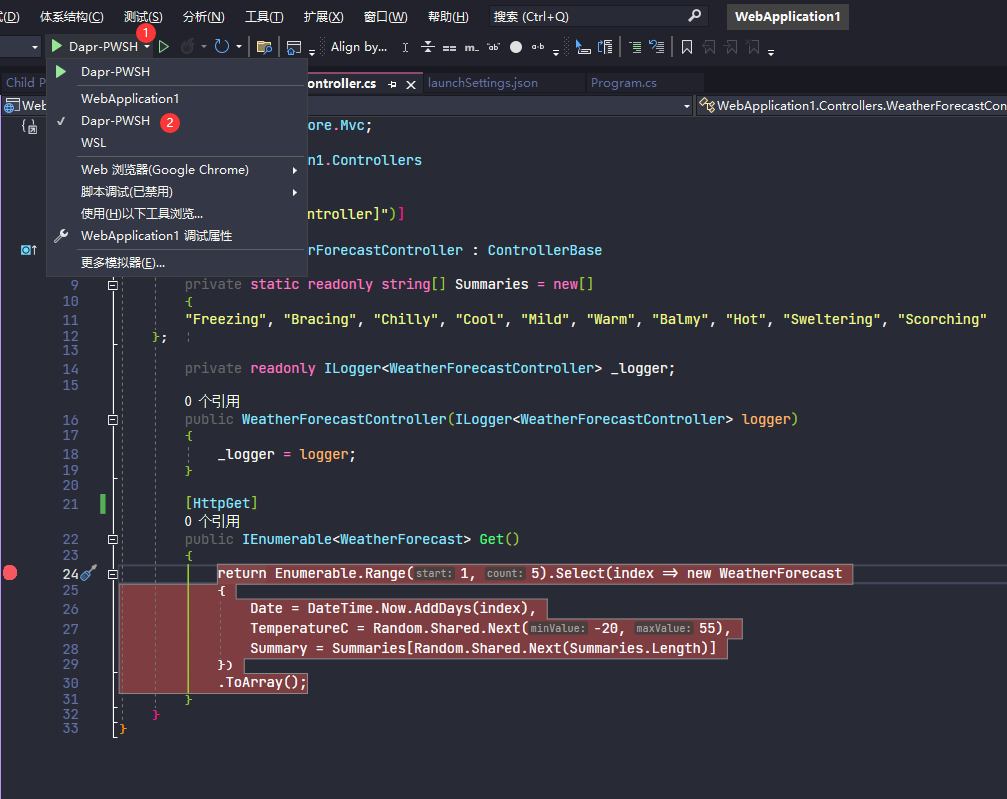 式(D) 体系结构(C) 测试(S) 分析(N) 工具(T) 扩展(X) 窗口(W) 帮助(H) 搜索 (Ctrl+Q) WebApplication1
1
Dapr-PWSH Align by...
Dapr-PWSH
WebApplication1
Dapr-PWSH 2
WSL
Web 浏览器(Google Chrome)
脚本调试(已禁用)
使用(H)以下工具浏览...
WebApplication1 调试属性
更多模拟器(E)...
Child P ontroller.cs launchSettings.json Program.cs
Web WebApplication1.Controllers.WeatherForecastCon
ore.Mvc;
n1.Controllers
ontroller]")]
erForecastController : ControllerBase
9 private static readonly string[] Summaries = new[]
10 {
11 "Freezing", "Bracing", "Chilly", "Cool", "Mild", "Warm", "Balmy", "Hot", "Sweltering", "Scorching"
12 };
13
14 private readonly ILogger<WeatherForecastController> _logger;
15
0 个引用
16 public WeatherForecastController(ILogger<WeatherForecastController> logger)
17 {
18 _logger = logger;
19 }
20
21 [HttpGet]
0 个引用
22 public IEnumerable<WeatherForecast> Get()
23 {
24 return Enumerable.Range(start: 1, count: 5).Select(index => new WeatherForecast
25 {
26 Date = DateTime.Now.AddDays(index),
27 TemperatureC = Random.Shared.Next(minValue: -20, maxValue: 55),
28 Summary = Summaries[Random.Shared.Next(Summaries.Length)]
29 })
30 .ToArray();
31 }
32 }
33 }